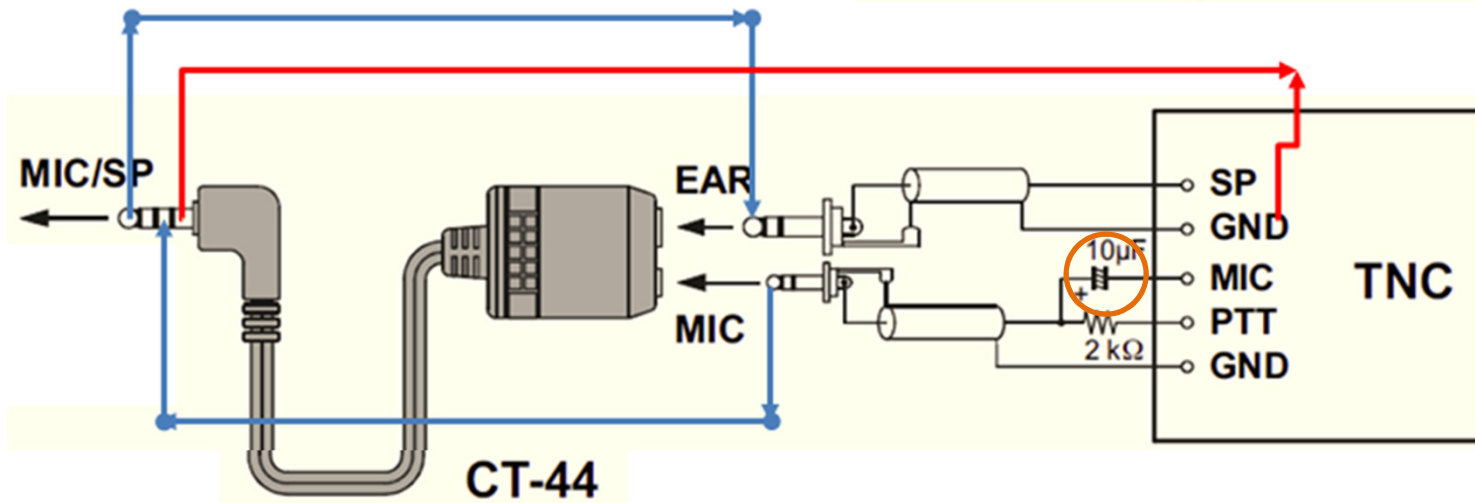 MIC/SP
EAR
MIC
CT-44
SP
GND
10µF
+
MIC
PTT
2 kΩ
GND
TNC